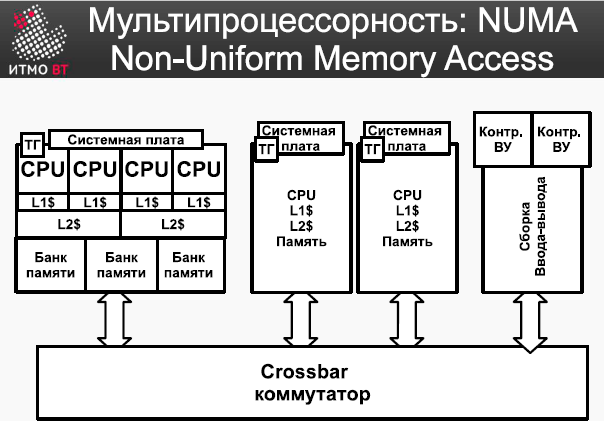 Мультипроцессорность: NUMA
Non-Uniform Memory Access
ИТМО ВТ
ТГ
Системная плата
CPU CPU CPU CPU
L1$ L1$ L1$ L1$
L2$ L2$
Банк памяти
Банк памяти
Банк памяти
Системная
плата
ТГ
CPU
L1$
L2$
Память
Системная
плата
ТГ
CPU
L1$
L2$
Память
Контр.
ВУ
Контр.
ВУ
Сборка
Ввода-вывода
Crossbar
коммутатор